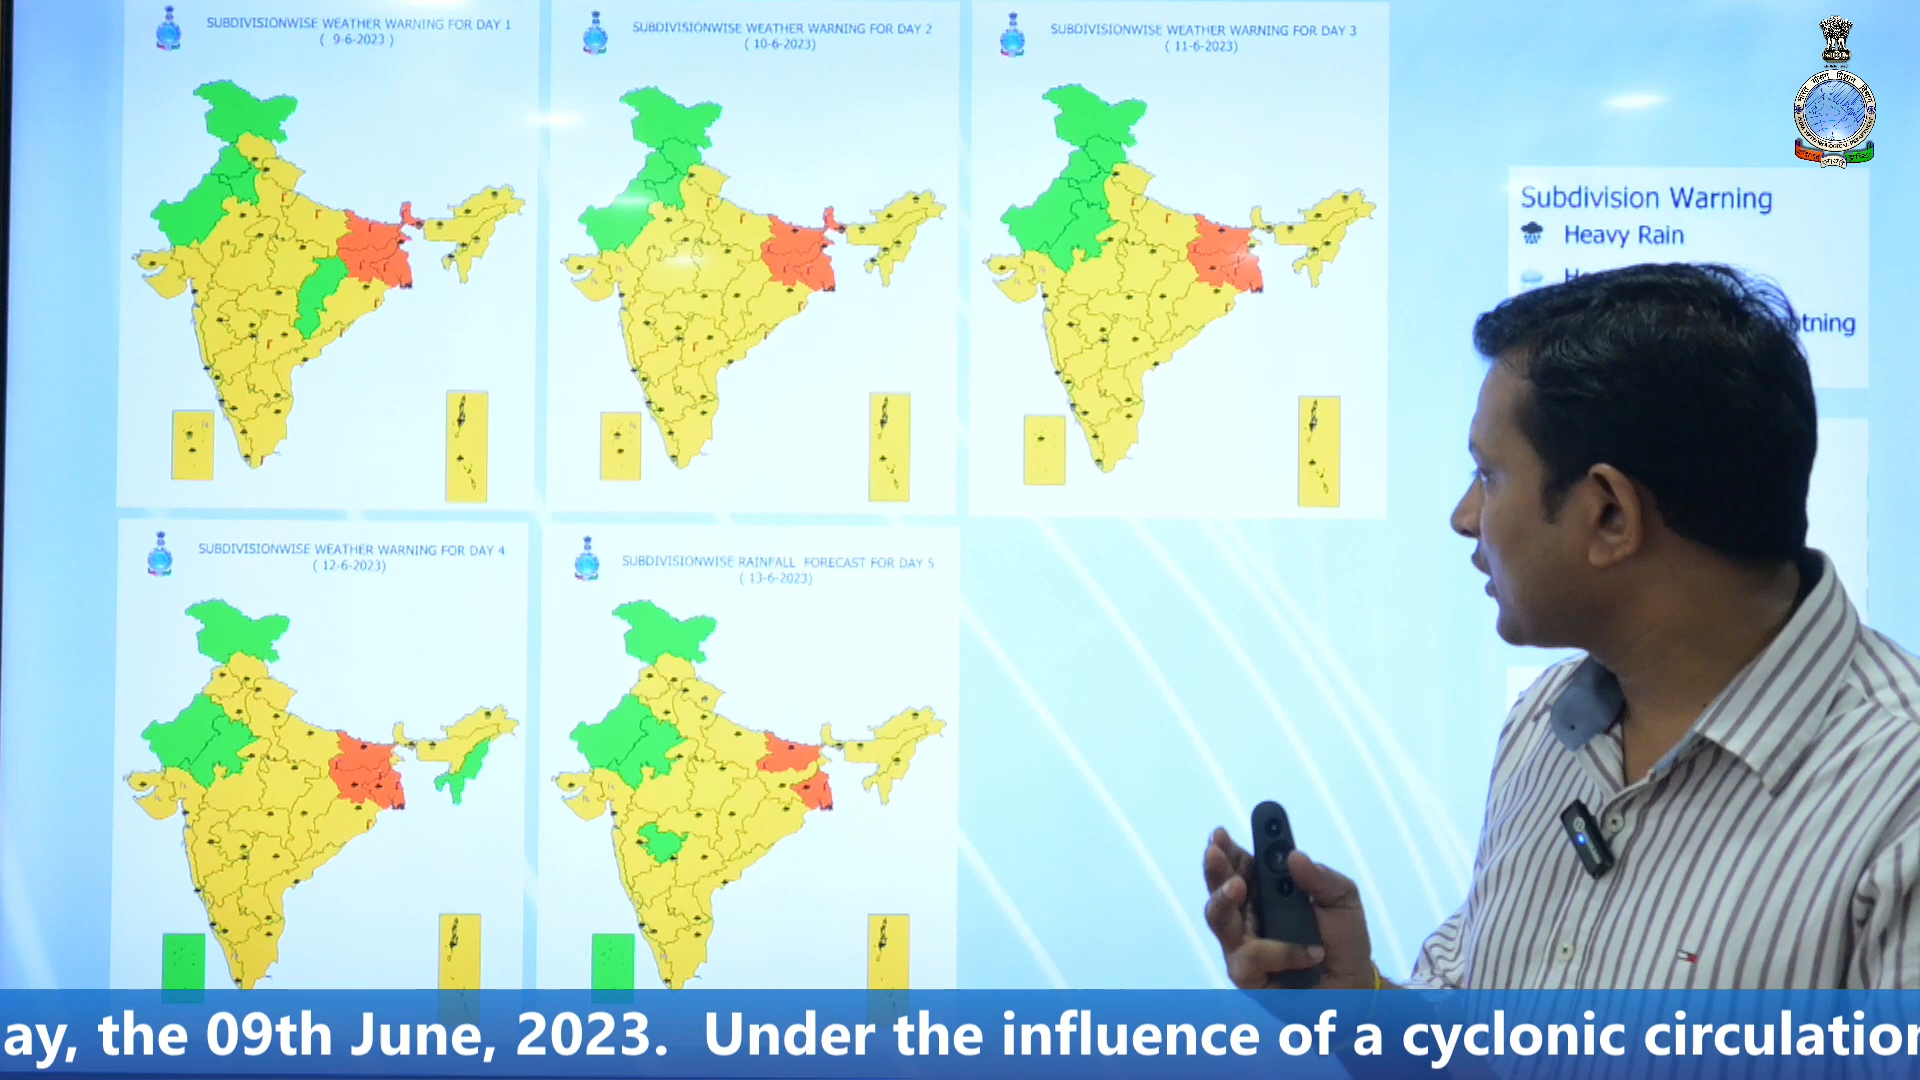 SUBDIVISIONWISE WEATHER WARNING FOR DAY 1
( 9-6-2023 )
SUBDIVISIONWISE WEATHER WARNING FOR DAY 2
( 10-6-2023)
SUBDIVISIONWISE WEATHER WARNING FOR DAY 3
( 11-6-2023)
Subdivision Warning
Heavy Rain
SUBDIVISIONWISE WEATHER WARNING FOR DAY 4
( 12-6-2023)
SUBDIVISIONWISE RAINFALL FORECAST FOR DAY 5
( 13-6-2023)
ay, the 09th June, 2023. Under the influence of a cyclonic circulation